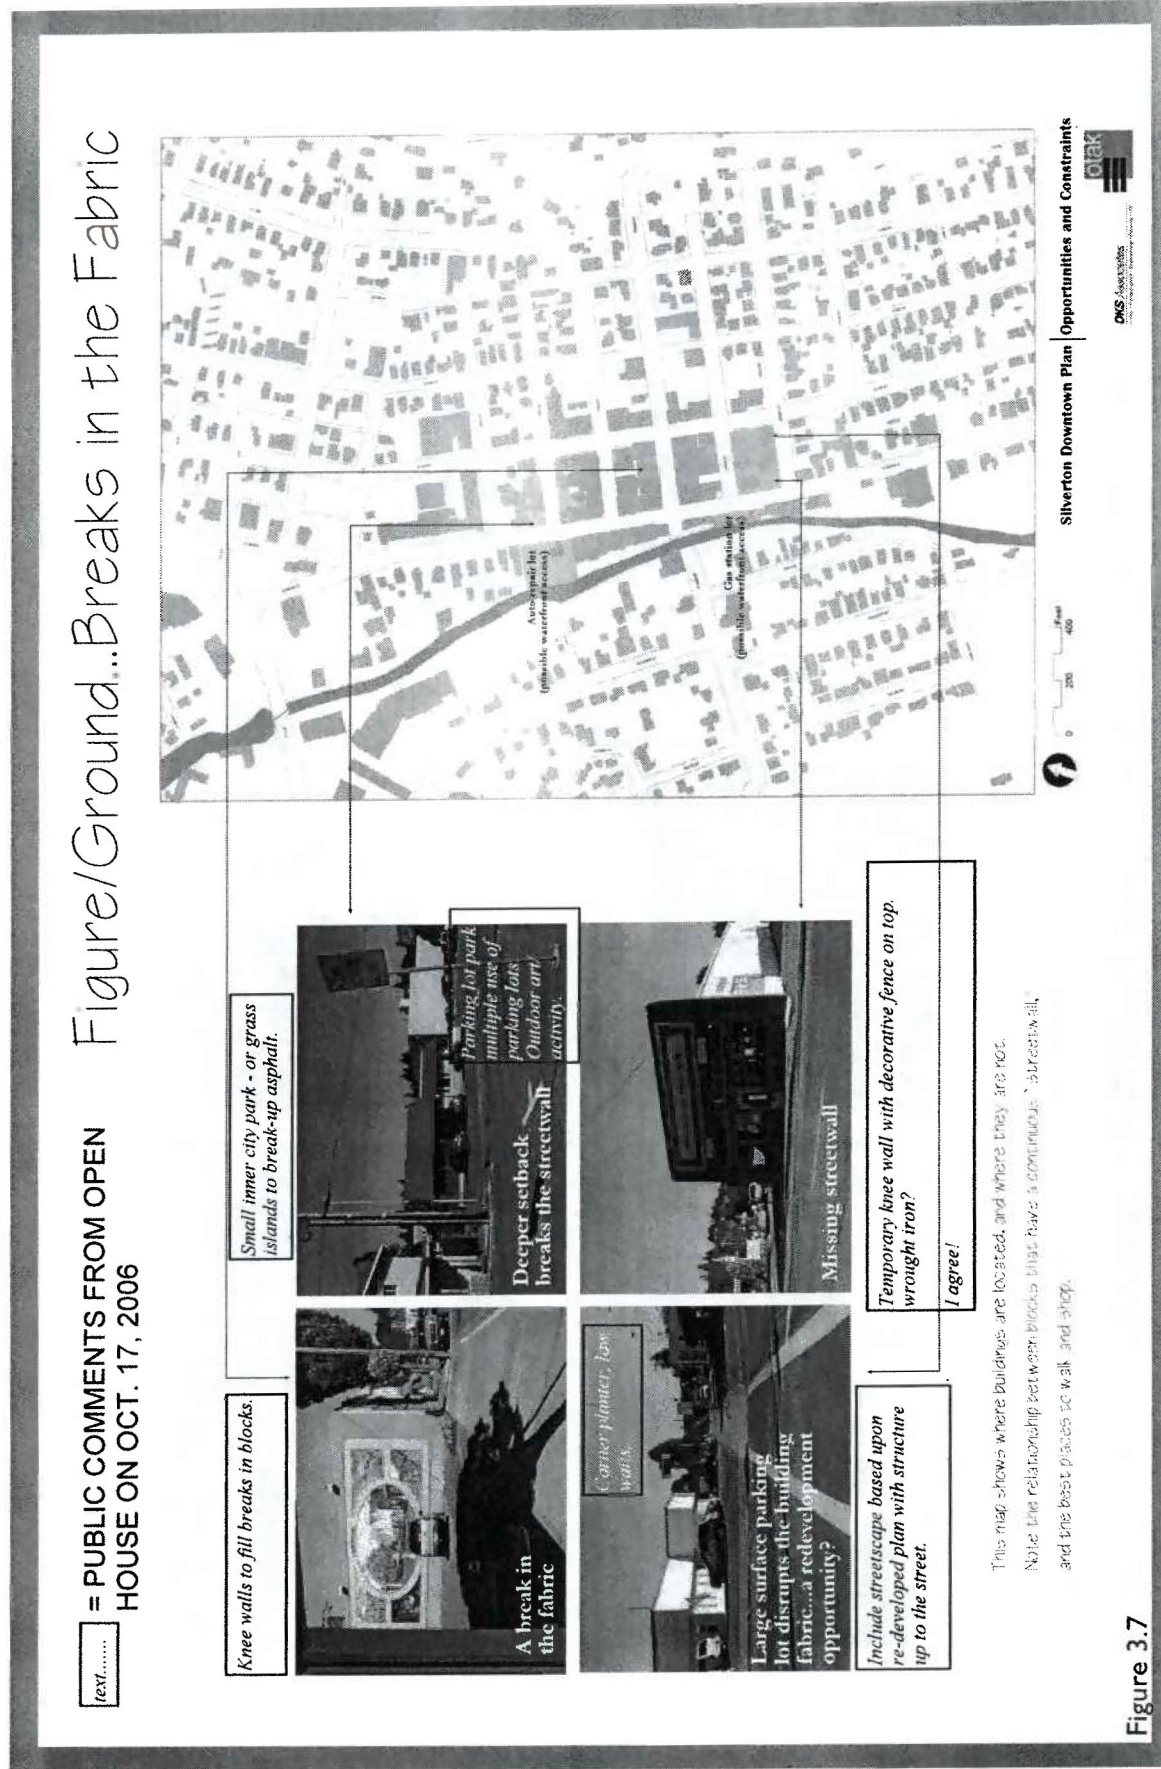 text......
= PUBLIC COMMENTS FROM OPEN
HOUSE ON OCT. 17, 2006
Figure/Ground...Breaks in the Fabric
Knee walls to fill breaks in blocks.
Small inner city park - or grass
islands to break-up asphalt.
A break in
the fabric
Deeper setback
breaks the streetwall
Parking lot park
multiple use of
parking lots
Outdoor art/
activity.
Corner planter, low
walls.
Large surface parking
lot disrupts the building
fabric....a redevelopment
opportunity?
Missing streetwall
Include streetscape based upon
re-developed plan with structure
up to the street.
Temporary knee wall with decorative fence on top.
wrought iron?
I agree!
This map shows where buildings are located, and where they are not.
Note the relationship between blocks that have a continuous "streetwall,"
and the best places to walk and shop.
Auto repair lot
(possible waterfront access)
Gas station lot
(possible waterfront access)
0 200 400 Feet
Silverton Downtown Plan | Opportunities and Constraints
DKS Associates
otak
Figure 3.7